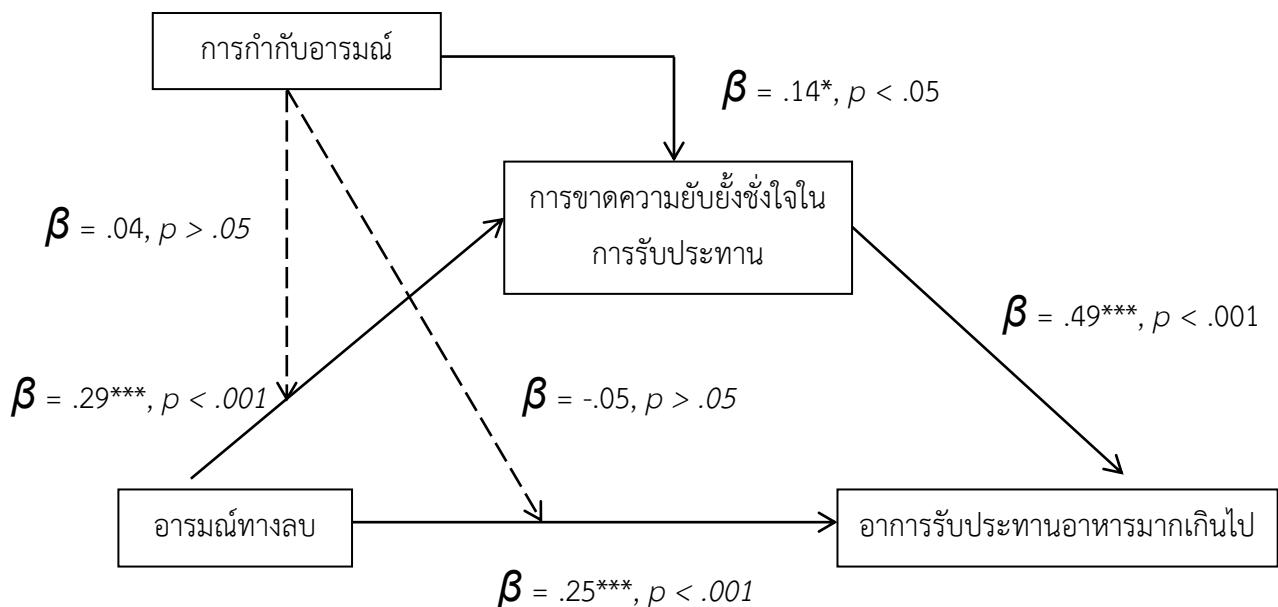 การกำกับอารมณ์
β = .14*, p < .05
การขาดความยับยั้งชั่งใจใน
การรับประทาน
β = .04, p > .05
β = .49***, p < .001
β = .29***, p < .001
β = -.05, p > .05
อารมณ์ทางลบ
อาการรับประทานอาหารมากเกินไป
β = .25***, p < .001